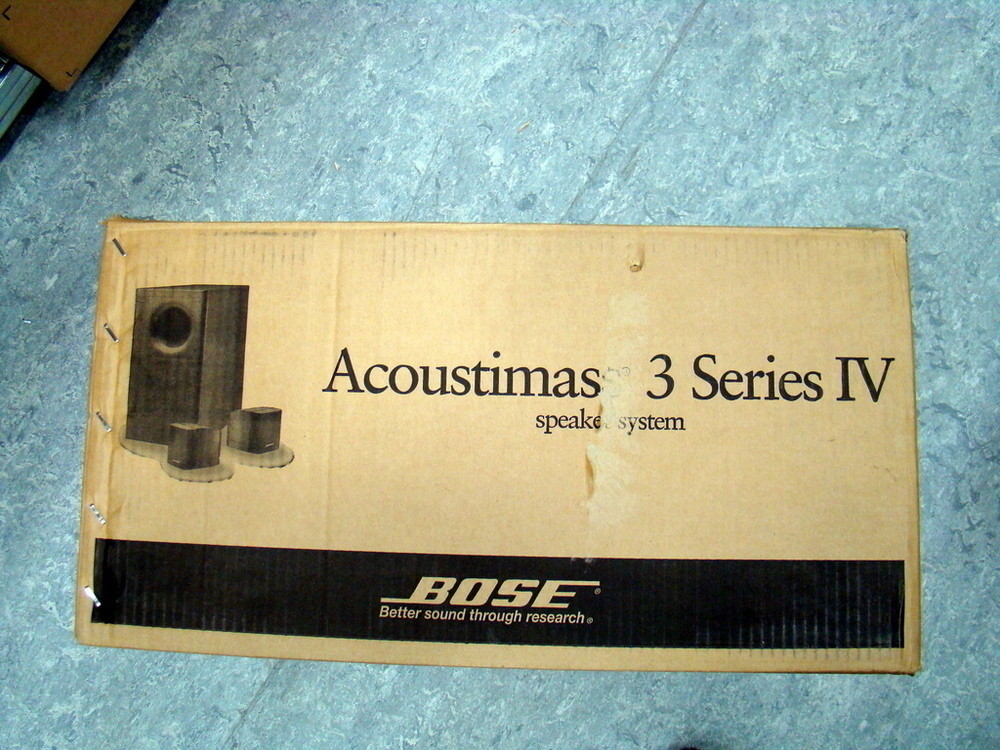 Acoustimass® 3 Series IV
speaker system
BOSE®
Better sound through research®